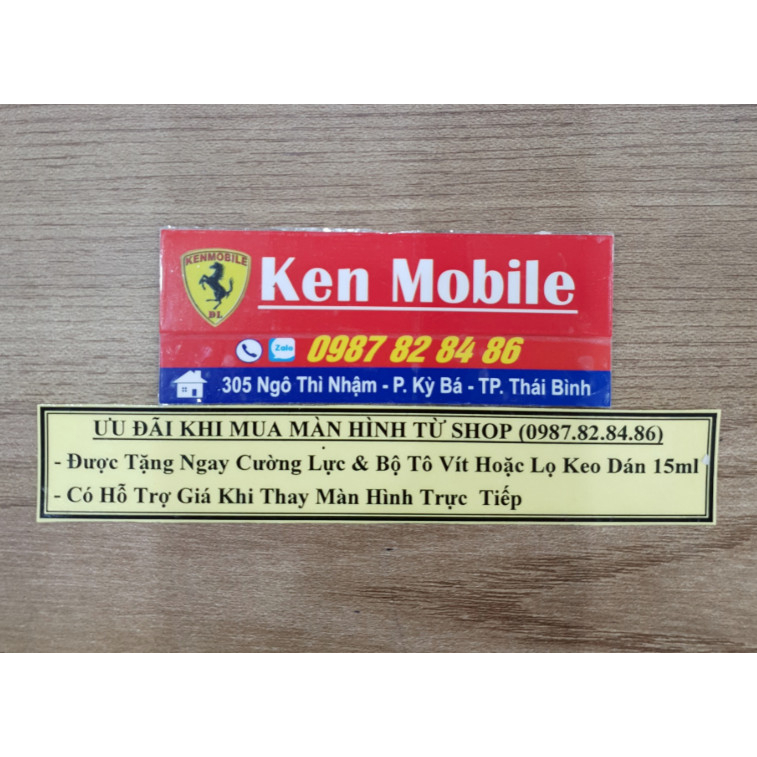 KENMOBILE
ĐL
Ken Mobile
Zalo 0987 82 84 86
305 Ngô Thì Nhậm - P. Kỳ Bá - TP. Thái Bình
ƯU ĐÃI KHI MUA MÀN HÌNH TỪ SHOP (0987.82.84.86)
- Được Tặng Ngay Cường Lực & Bộ Tô Vít Hoặc Lọ Keo Dán 15ml
- Có Hỗ Trợ Giá Khi Thay Màn Hình Trực Tiếp